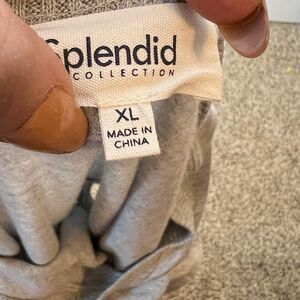 Splendid
COLLECTION
XL
MADE IN
CHINA